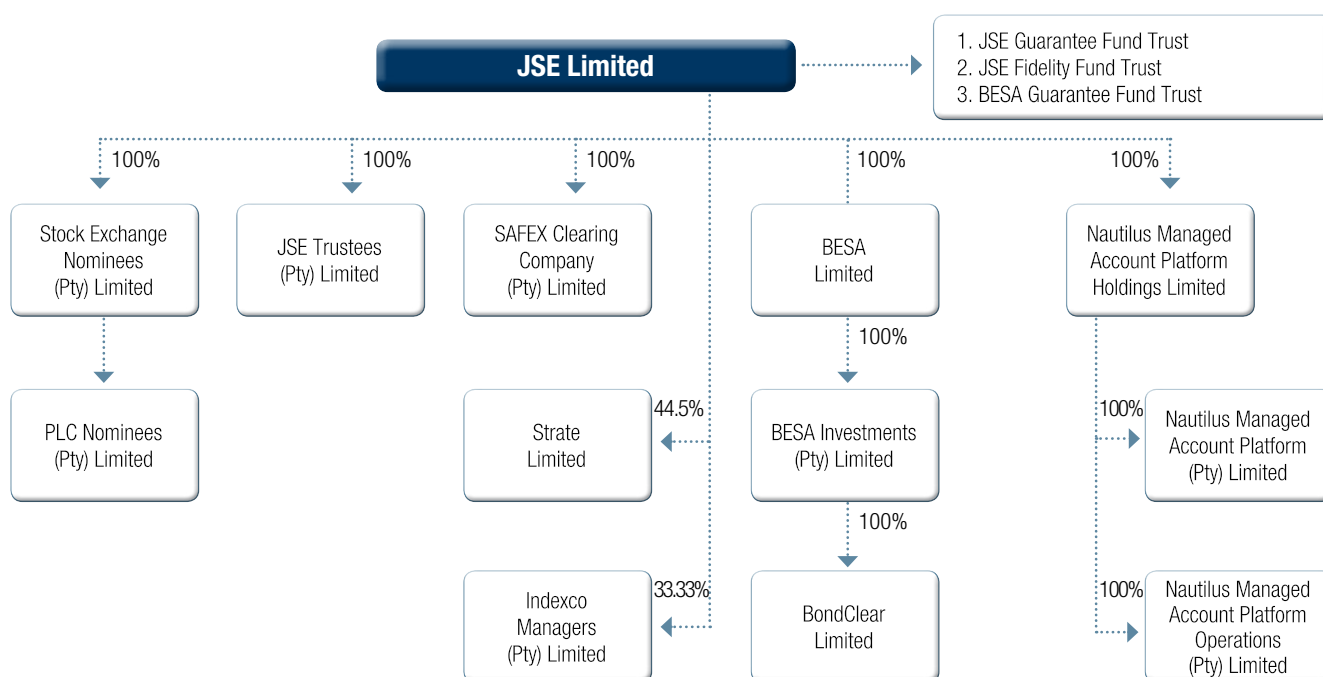 JSE Limited
1. JSE Guarantee Fund Trust
2. JSE Fidelity Fund Trust
3. BESA Guarantee Fund Trust
100%
100%
100%
100%
100%
Stock Exchange
Nominees
(Pty) Limited
JSE Trustees
(Pty) Limited
SAFEX Clearing
Company
(Pty) Limited
BESA
Limited
Nautilus Managed
Account Platform
Holdings Limited
100%
PLC Nominees
(Pty) Limited
Strate
Limited
44.5%
BESA Investments
(Pty) Limited
100%
Nautilus Managed
Account Platform
(Pty) Limited
100%
Indexco
Managers
(Pty) Limited
33.33%
BondClear
Limited
100%
Nautilus Managed
Account Platform
Operations
(Pty) Limited